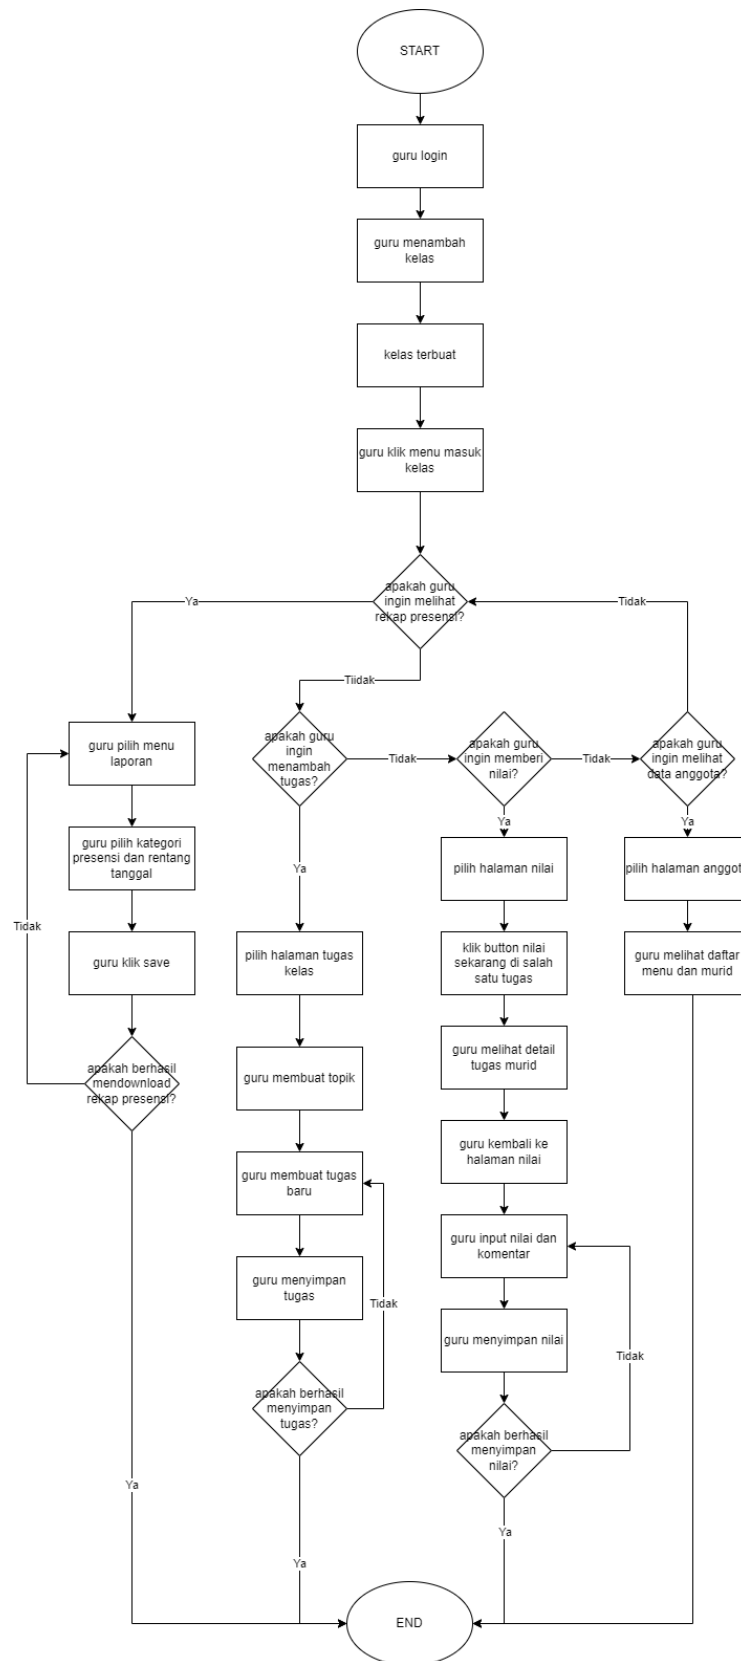 START
guru login
guru menambah
kelas
kelas terbuat
guru klik menu masuk
kelas
apakah guru
ingin melihat
rekap presensi?
Ya
Tidak
Tiidak
guru pilih menu
laporan
apakah guru
ingin
menambah
tugas?
Tidak
apakah guru
ingin memberi
nilai?
Tidak
apakah guru
ingin melihat
data anggota?
Ya
Ya
Ya
guru pilih kategori
presensi dan rentang
tanggal
pilih halaman nilai
pilih halaman anggot
Tidak
guru klik save
pilih halaman tugas
kelas
klik button nilai
sekarang di salah
satu tugas
guru melihat daftar
menu dan murid
apakah berhasil
mendownload
rekap presensi?
guru membuat topik
guru melihat detail
tugas murid
guru kembali ke
halaman nilai
guru membuat tugas
baru
guru input nilai dan
komentar
guru menyimpan
tugas
Tidak
guru menyimpan nilai
Tidak
apakah berhasil
menyimpan
tugas?
apakah berhasil
menyimpan
nilai?
Ya
Ya
Ya
END